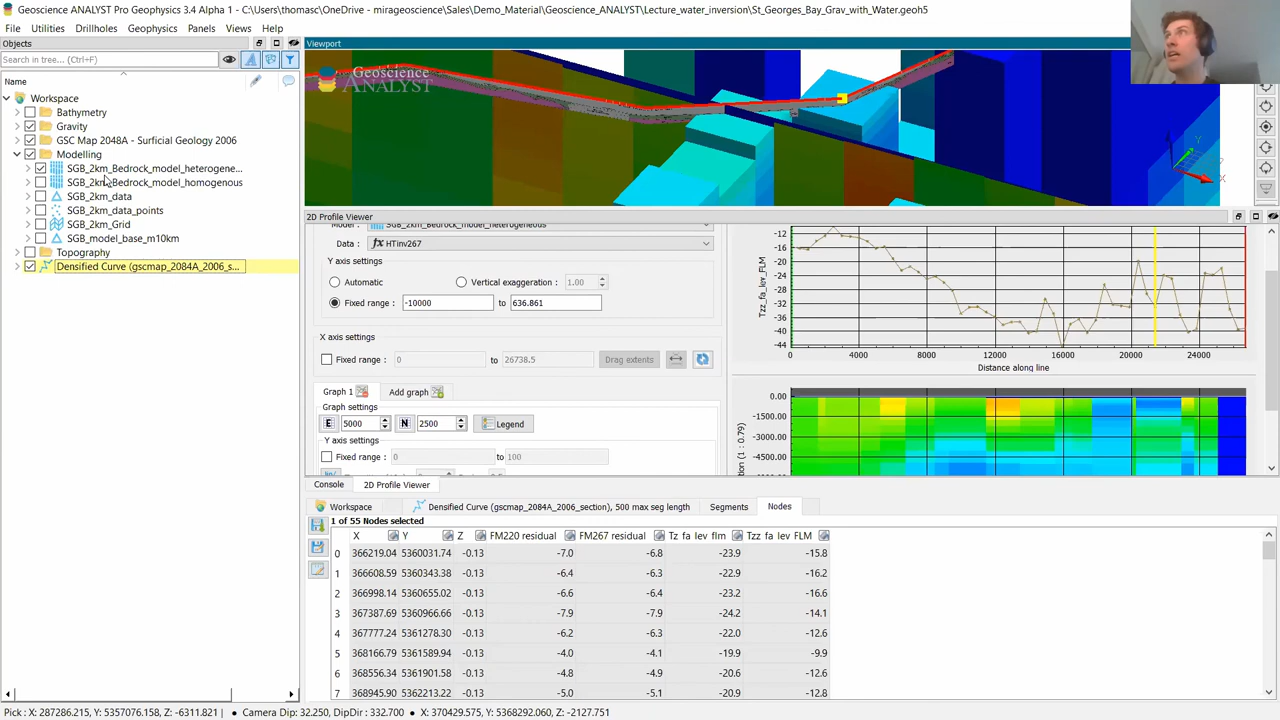 Geoscience ANALYST Pro Geophysics 3.4 Alpha 1 - C:\Users\thomasc\OneDrive - mirageoscience\Sales\Demo_Material\Geoscience_ANALYST\Lecture_water_inversion\St_Georges_Bay_Grav_with_Water.geoh5
File Utilities Drillholes Geophysics Panels Views Help
Objects
Viewport
Search in tree... (Ctrl+F)
Name
Geoscience
ANALYST
Workspace
Bathymetry
Gravity
GSC Map 2048A - Surficial Geology 2006
Modelling
SGB_2km_Bedrock_model_heterogene...
SGB_2km_Bedrock_model_homogenous
SGB_2km_data
SGB_2km_data_points
SGB_2km_Grid
SGB_model_base_m10km
Topography
Densified Curve (gscmap_2084A_2006_s...
X
Y
2D Profile Viewer
Model: SGB_2km_Bedrock_model_heterogeneous
Data: fx HTinv267
Y axis settings
Automatic Vertical exaggeration: 1.00
Fixed range: -10000 to 636.861
X axis settings
Fixed range: 0 to 26738.5 Drag extents
Graph 1 Add graph
Graph settings
E 5000 N 2500 Legend
Y axis settings
Fixed range: 0 to 100
Tzz_fa_lev_FLM
-12
-16
-20
-24
-28
-32
-36
-40
-44
0 4000 8000 12000 16000 20000 24000
Distance along line
0.00
-1500.00
-3000.00
-4500.00
tion (1 : 0.79)
Console 2D Profile Viewer
Workspace Densified Curve (gscmap_2084A_2006_section), 500 max seg length Segments Nodes
1 of 55 Nodes selected
X Y Z FM220 residual FM267 residual Tz_fa_lev_flm Tzz_fa_lev_FLM
0 366219.04 5360031.74 -0.13 -7.0 -6.8 -23.9 -15.8
1 366608.59 5360343.38 -0.13 -6.4 -6.3 -22.9 -16.2
2 366998.14 5360655.02 -0.13 -6.6 -6.4 -23.2 -16.6
3 367387.69 5360966.66 -0.13 -7.9 -7.9 -24.2 -14.1
4 367777.24 5361278.30 -0.13 -6.2 -6.3 -22.0 -12.6
5 368166.79 5361589.94 -0.13 -4.0 -4.1 -19.9 -9.9
6 368556.34 5361901.58 -0.13 -4.8 -4.9 -20.6 -12.6
7 368945.90 5362213.22 -0.13 -5.0 -5.1 -20.9 -12.8
Pick : X: 287286.215, Y: 5357076.158, Z: -6311.821 | • Camera Dip: 32.250, DipDir : 332.700 • X: 370429.575, Y: 5368292.060, Z: -2127.751